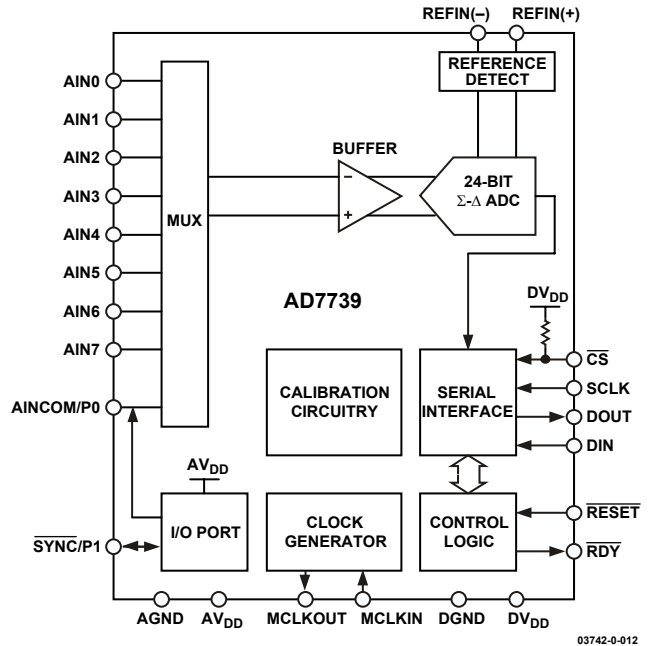 REFIN(–) REFIN(+)
REFERENCE
DETECT
AIN0
AIN1
AIN2
AIN3
AIN4
AIN5
AIN6
AIN7
AINCOM/P0
SYNC/P1
MUX
BUFFER
–
+
24-BIT
Σ-Δ ADC
AD7739
DVDD
CALIBRATION
CIRCUITRY
SERIAL
INTERFACE
CS
SCLK
DOUT
DIN
AVDD
I/O PORT
CLOCK
GENERATOR
CONTROL
LOGIC
RESET
RDY
AGND AVDD MCLKOUT MCLKIN DGND DVDD
03742-0-012